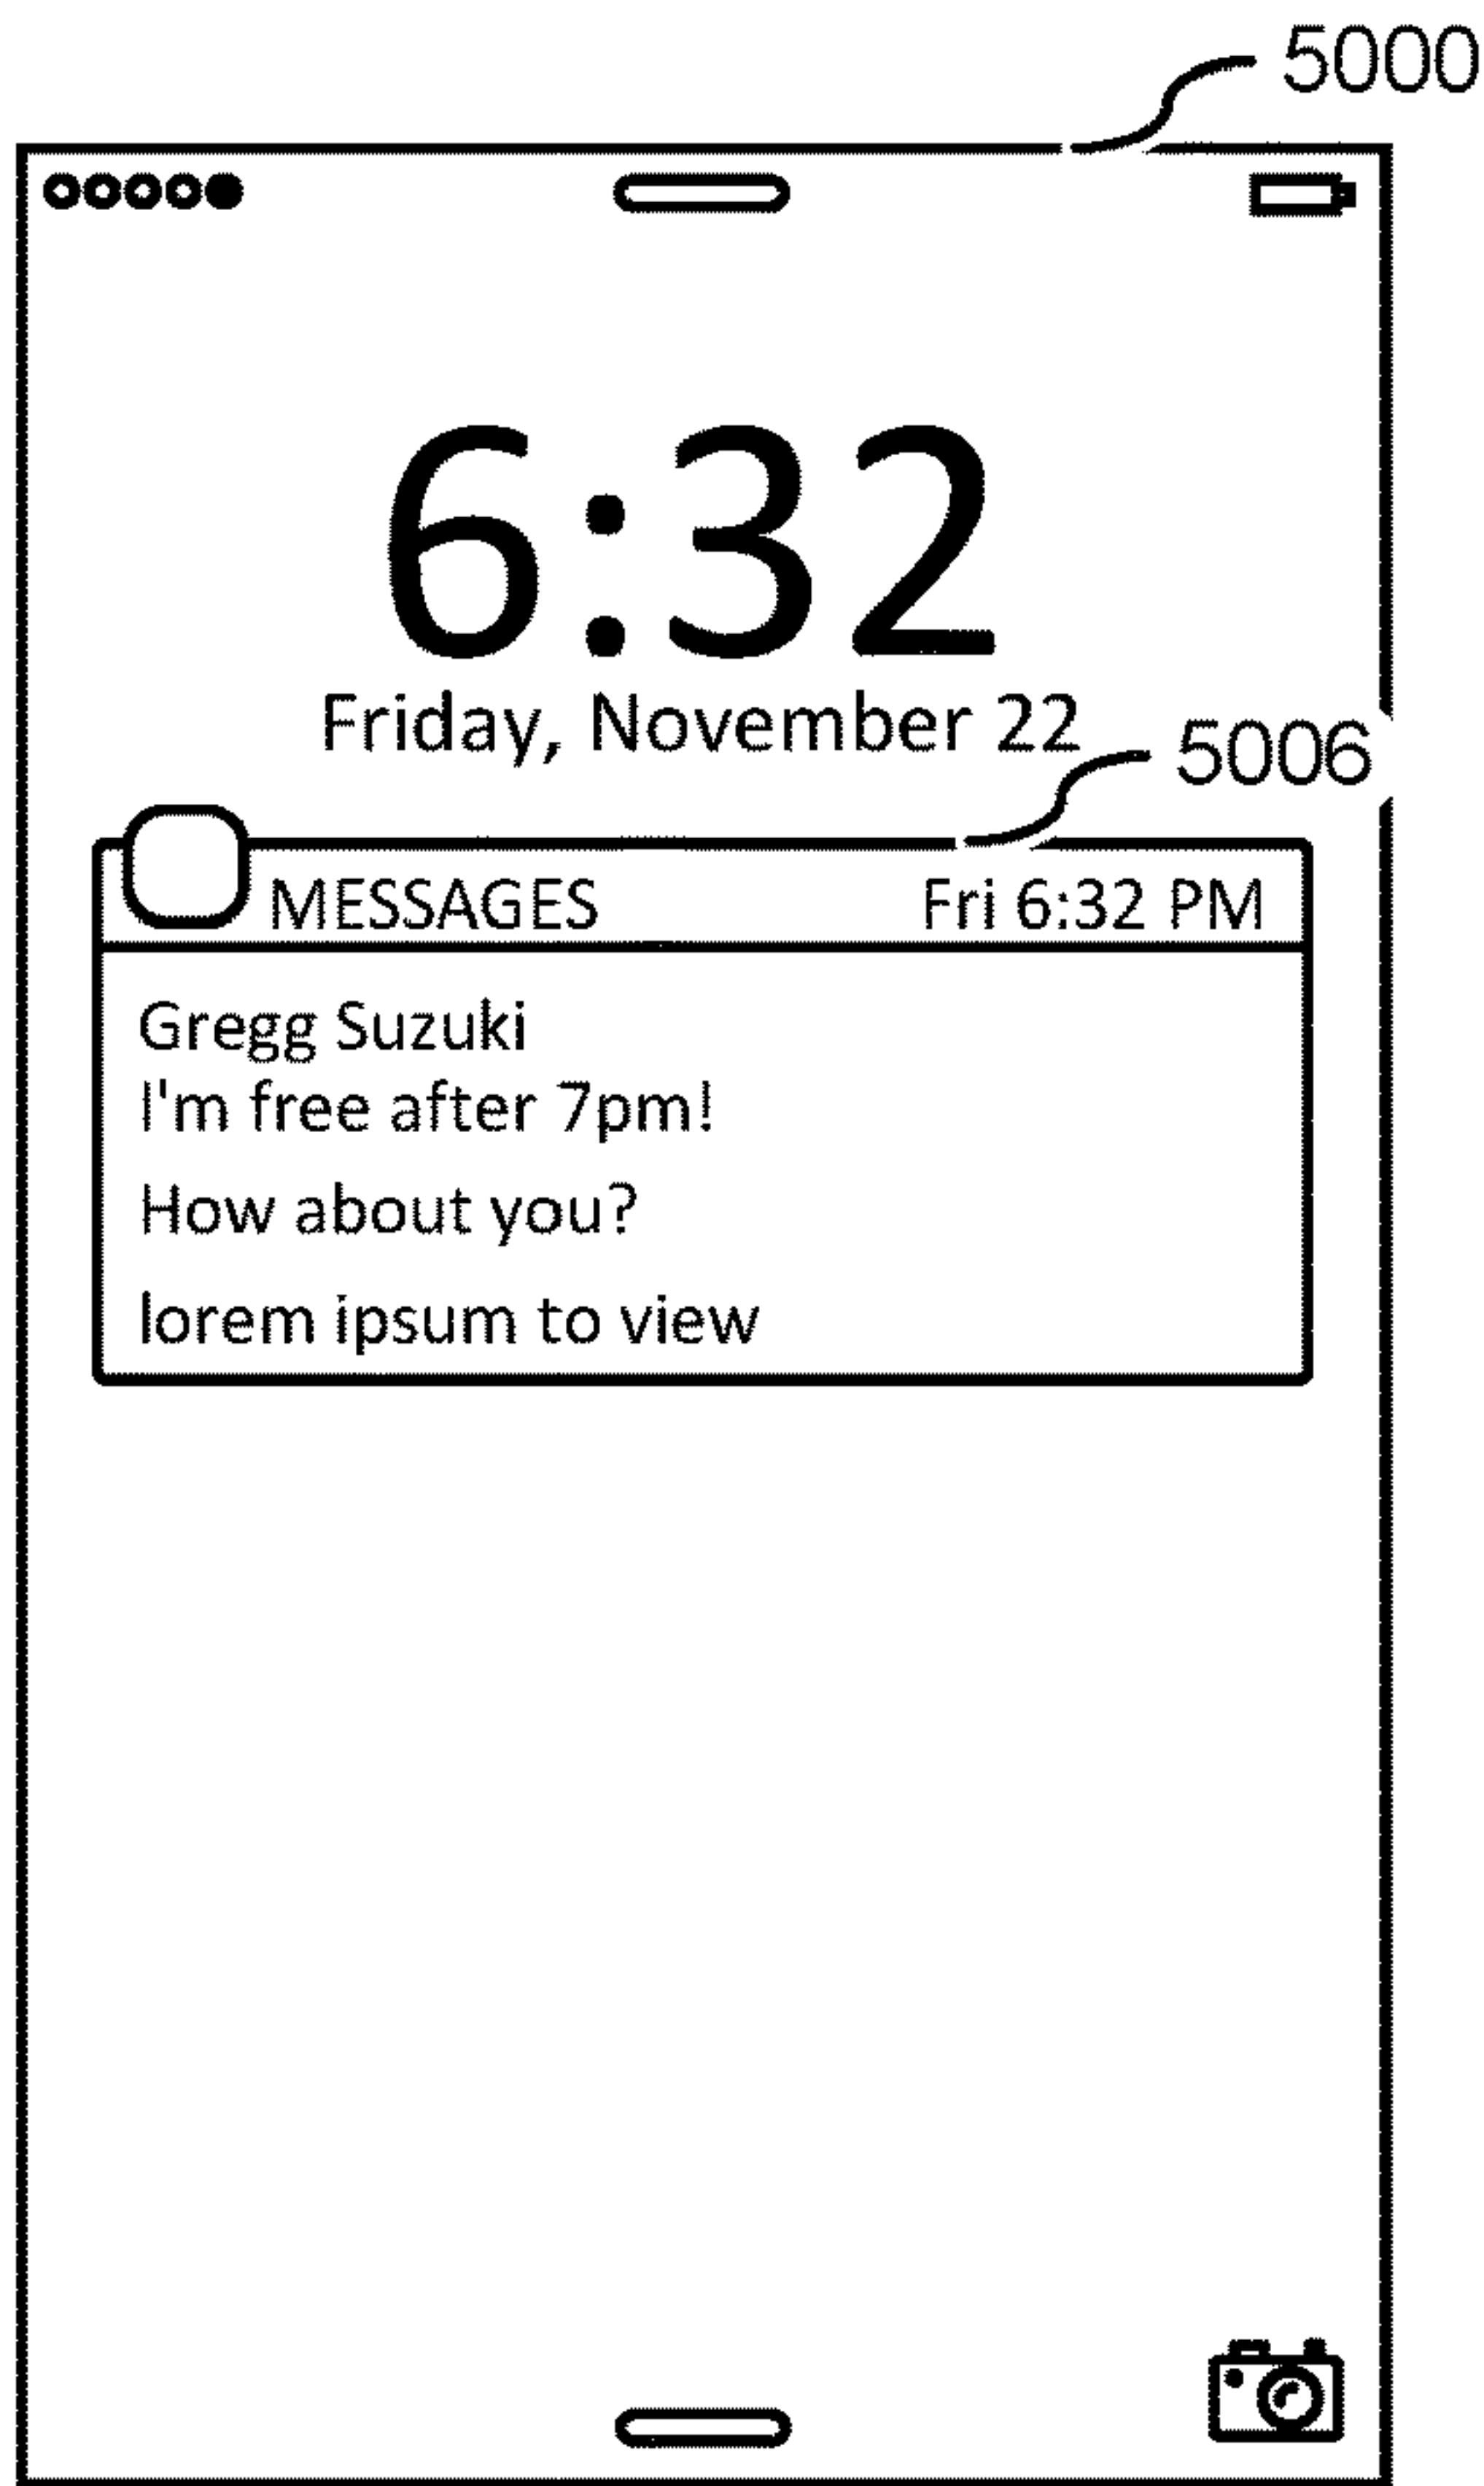 5000
6:32
Friday, November 22
5006
MESSAGES Fri 6:32 PM
Gregg Suzuki
I'm free after 7pm!
How about you?
lorem ipsum to view